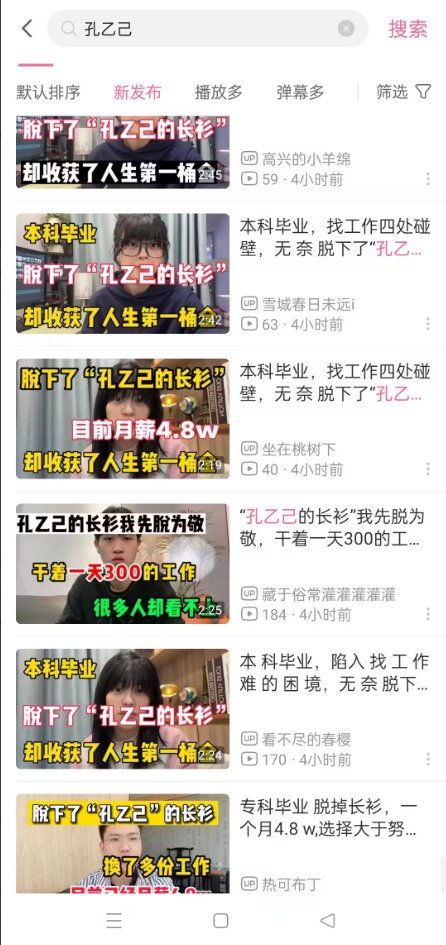 孔乙己
搜索
默认排序
新发布
播放多
弹幕多
筛选
脱下了“孔乙己的长衫”
却收获了人生第一桶金
2:45
UP 高兴的小羊绵
59 · 4小时前
本科毕业
脱下了“孔乙己的长衫”
却收获了人生第一桶金
2:42
本科毕业，找工作四处碰
壁，无 奈 脱下了“孔乙...
UP 雪城春日未远i
63 · 4小时前
脱下了“孔乙己的长衫”
目前月薪4.8w
却收获了人生第一桶金
2:19
本科毕业，找工作四处碰
壁，无 奈 脱下了“孔乙...
UP 坐在桃树下
40 · 4小时前
孔乙己的长衫我先脱为敬
干着一天300的工作
很多人却看不上
2:25
“孔乙己的长衫”我先脱为
敬，干着一天300的工...
UP 藏于俗常灌灌灌灌灌
184 · 4小时前
本科毕业
脱下了“孔乙己的长衫”
却收获了人生第一桶金
2:24
本 科毕业，陷入 找 工 作
难 的 困 境，无 奈 脱下...
UP 看不尽的春樱
170 · 4小时前
脱下了“孔乙己”的长衫
换了多份工作
目前已经月薪4.8w
专科毕业 脱掉长衫，一
个月4.8 w,选择大于努...
UP 热可布丁